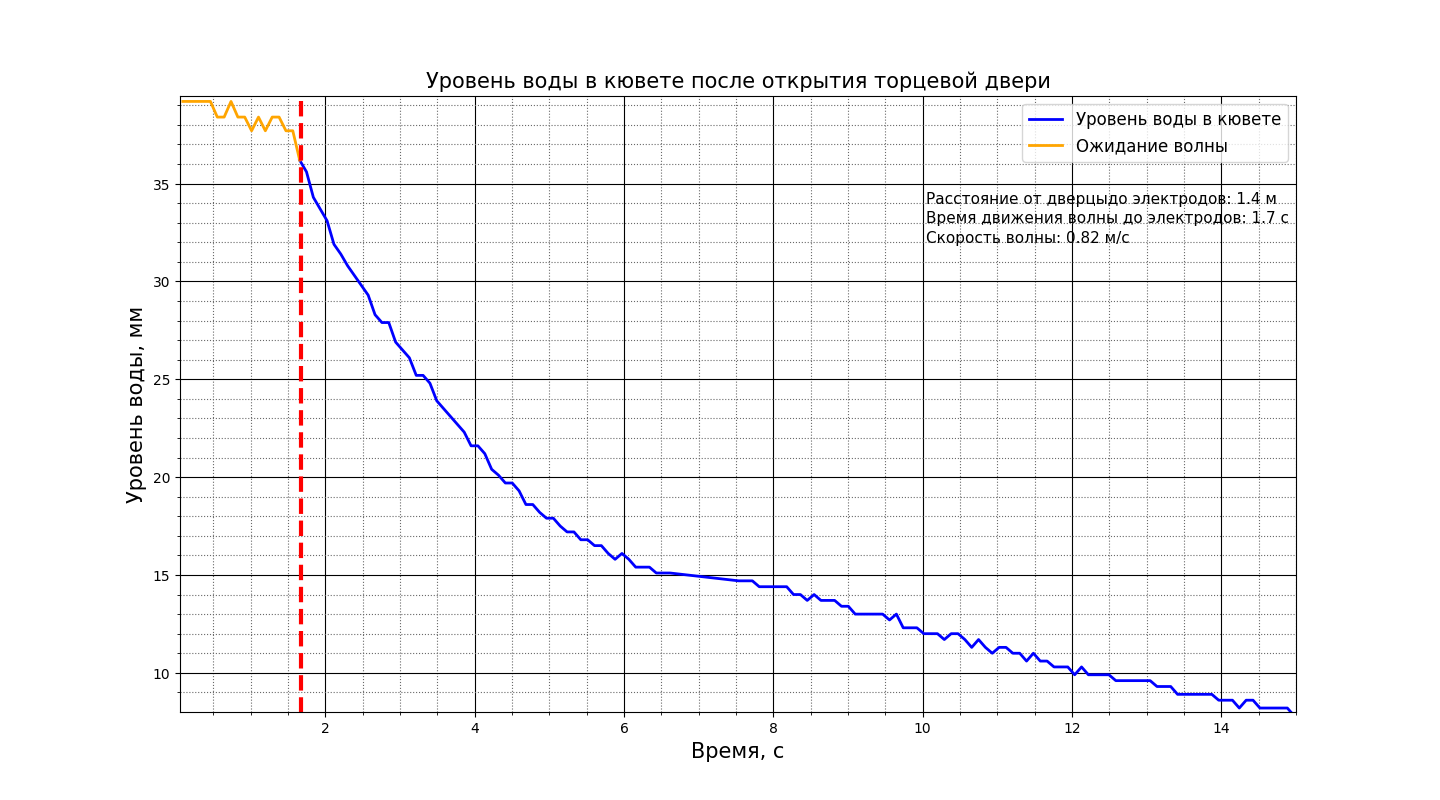 Уровень воды в кювете после открытия торцевой двери
Уровень воды в кювете
Ожидание волны
Расстояние от дверцыдо электродов: 1.4 м
Время движения волны до электродов: 1.7 с
Скорость волны: 0.82 м/с
Уровень воды, мм
35
30
25
20
15
10
2 4 6 8 10 12 14
Время, с